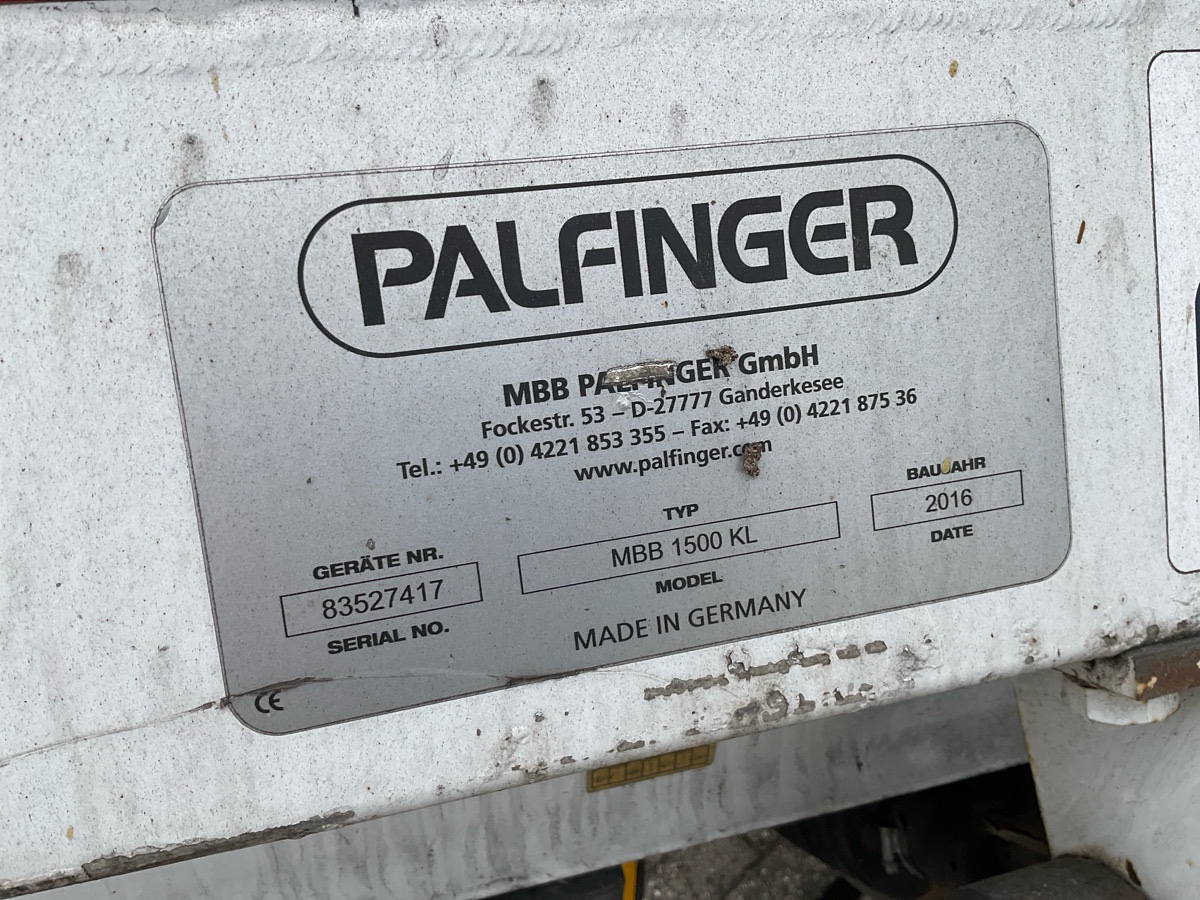 PALFINGER
MBB PALFINGER GmbH
Fockestr. 53 – D-27777 Ganderkesee
Tel.: +49 (0) 4221 853 355 – Fax: +49 (0) 4221 875 36
www.palfinger.com
GERÄTE NR.
83527417
SERIAL NO.
TYP
MBB 1500 KL
MODEL
BAUJAHR
2016
DATE
MADE IN GERMANY
CE